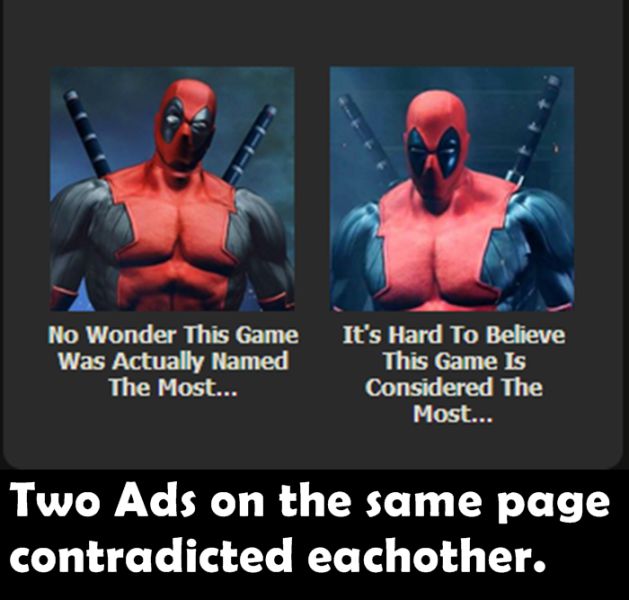 No Wonder This Game
Was Actually Named
The Most...
It's Hard To Believe
This Game Is
Considered The
Most...
Two Ads on the same page
contradicted eachother.